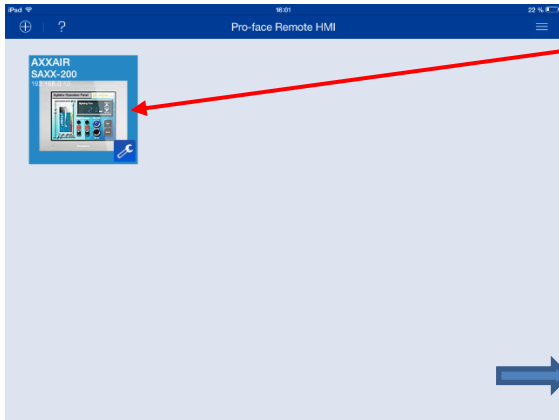 iPad
16:01
22 %
?
Pro-face Remote HMI
AXXAIR
SAXX-200